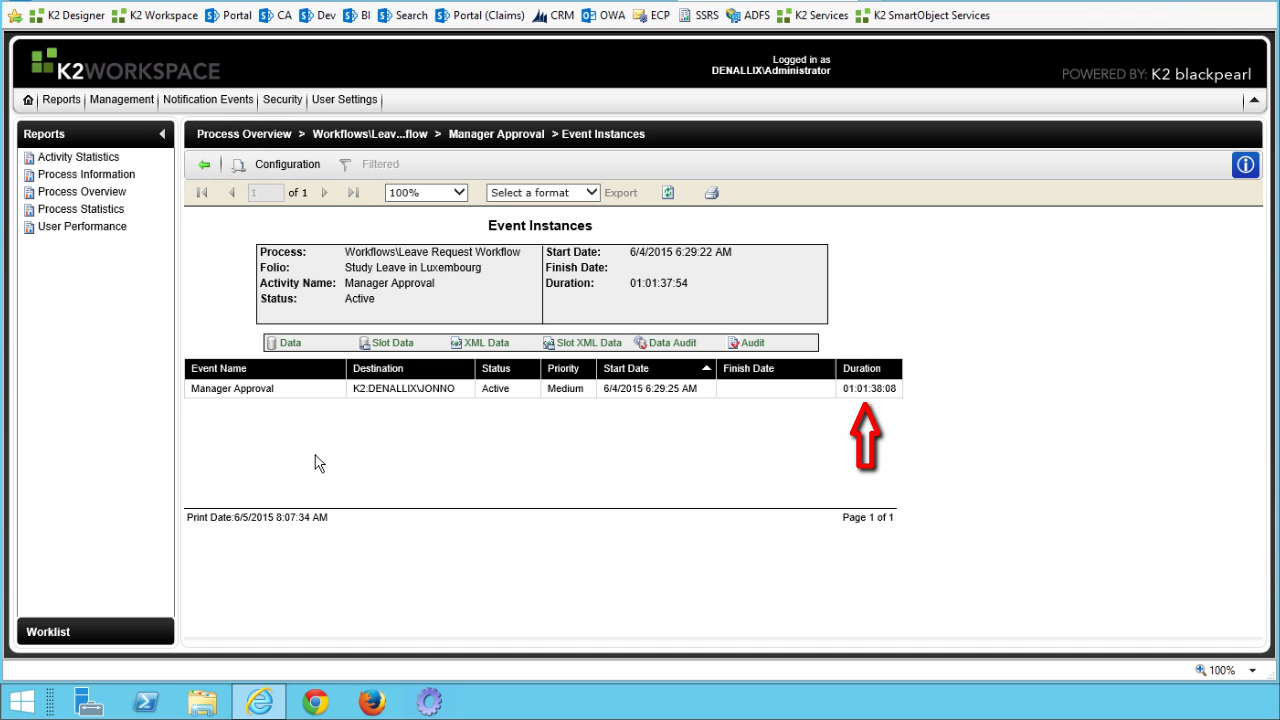 K2 Designer K2 Workspace Portal CA Dev BI Search Portal (Claims) CRM OWA ECP SSRS ADFS K2 Services K2 SmartObject Services
K2WORKSPACE
Logged in as
DENALLIX\Administrator
POWERED BY: K2 blackpearl
Reports Management Notification Events Security User Settings
Reports
Activity Statistics
Process Information
Process Overview
Process Statistics
User Performance
Worklist
Process Overview > Workflows\Leav...flow > Manager Approval > Event Instances
Configuration Filtered
1 of 1 100% Select a format Export
Event Instances
Process: Workflows\Leave Request Workflow Start Date: 6/4/2015 6:29:22 AM
Folio: Study Leave in Luxembourg Finish Date:
Activity Name: Manager Approval Duration: 01:01:37:54
Status: Active
Data Slot Data XML Data Slot XML Data Data Audit Audit
Event Name Destination Status Priority Start Date Finish Date Duration
Manager Approval K2:DENALLIX\JONNO Active Medium 6/4/2015 6:29:25 AM 01:01:38:08
Print Date:6/5/2015 8:07:34 AM Page 1 of 1
100%